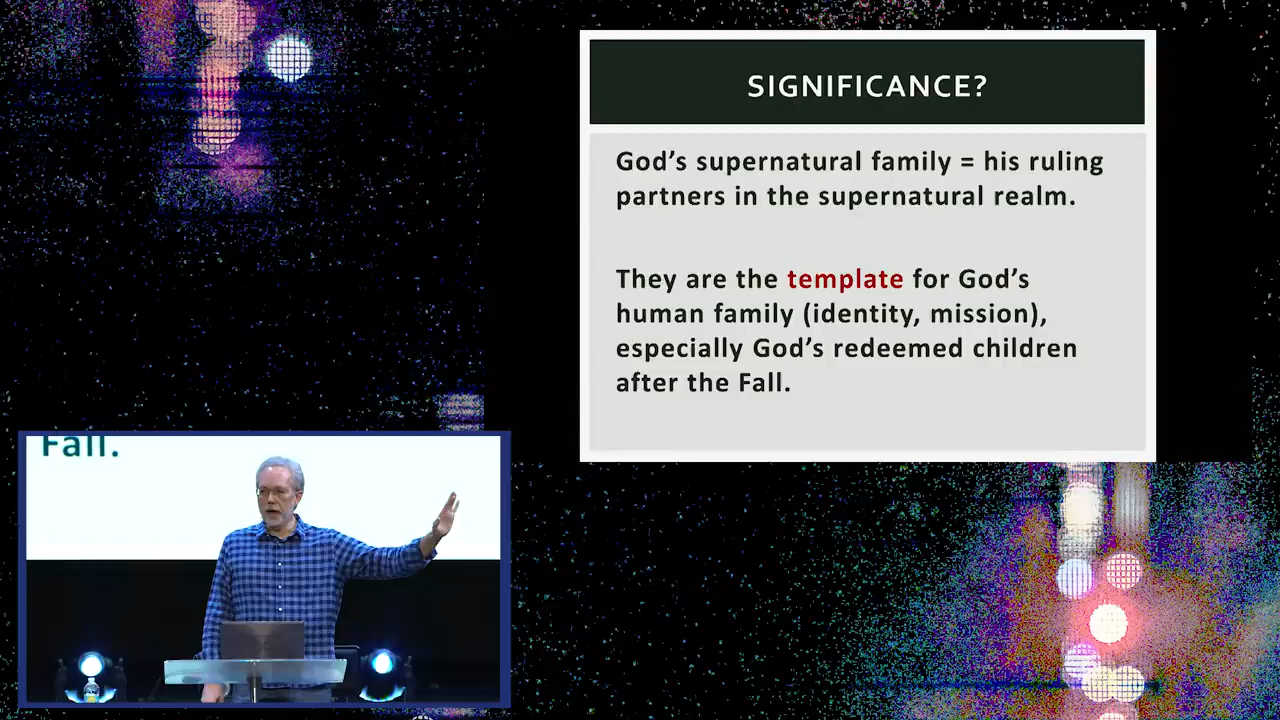 SIGNIFICANCE?
God’s supernatural family = his ruling
partners in the supernatural realm.
They are the template for God’s
human family (identity, mission),
especially God’s redeemed children
after the Fall.
Fall.